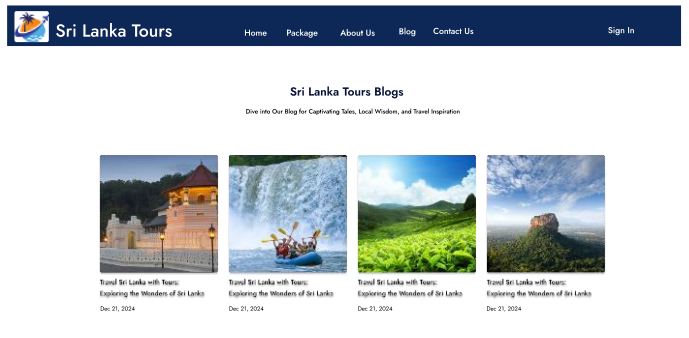 Sri Lanka Tours
Home Package About Us Blog Contact Us Sign In
Sri Lanka Tours Blogs
Dive into Our Blog for Captivating Tales, Local Wisdom, and Travel Inspiration
Travel Sri Lanka with Tours:
Exploring the Wonders of Sri Lanka
Dec 21, 2024
Travel Sri Lanka with Tours:
Exploring the Wonders of Sri Lanka
Dec 21, 2024
Travel Sri Lanka with Tours:
Exploring the Wonders of Sri Lanka
Dec 21, 2024
Travel Sri Lanka with Tours:
Exploring the Wonders of Sri Lanka
Dec 21, 2024